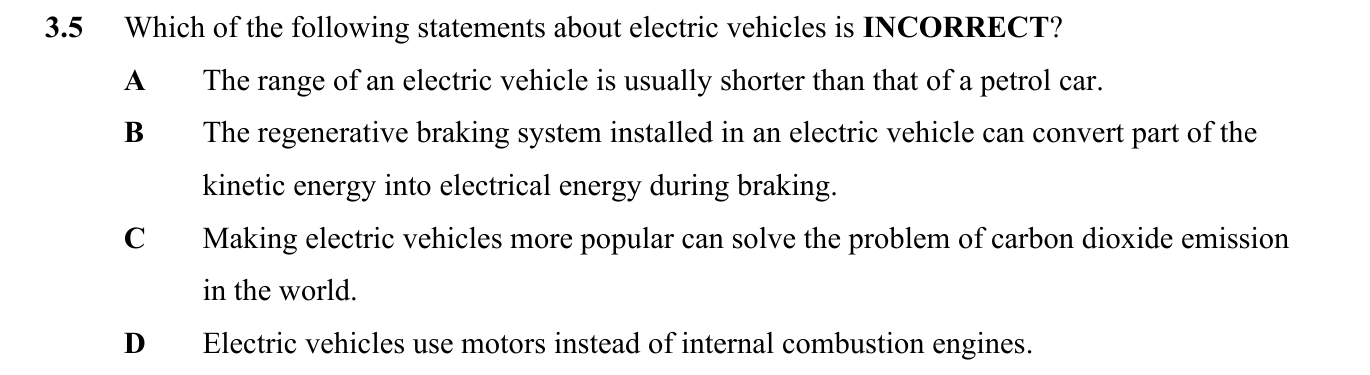 3.5 Which of the following statements about electric vehicles is INCORRECT?
A The range of an electric vehicle is usually shorter than that of a petrol car.
B The regenerative braking system installed in an electric vehicle can convert part of the
kinetic energy into electrical energy during braking.
C Making electric vehicles more popular can solve the problem of carbon dioxide emission
in the world.
D Electric vehicles use motors instead of internal combustion engines.